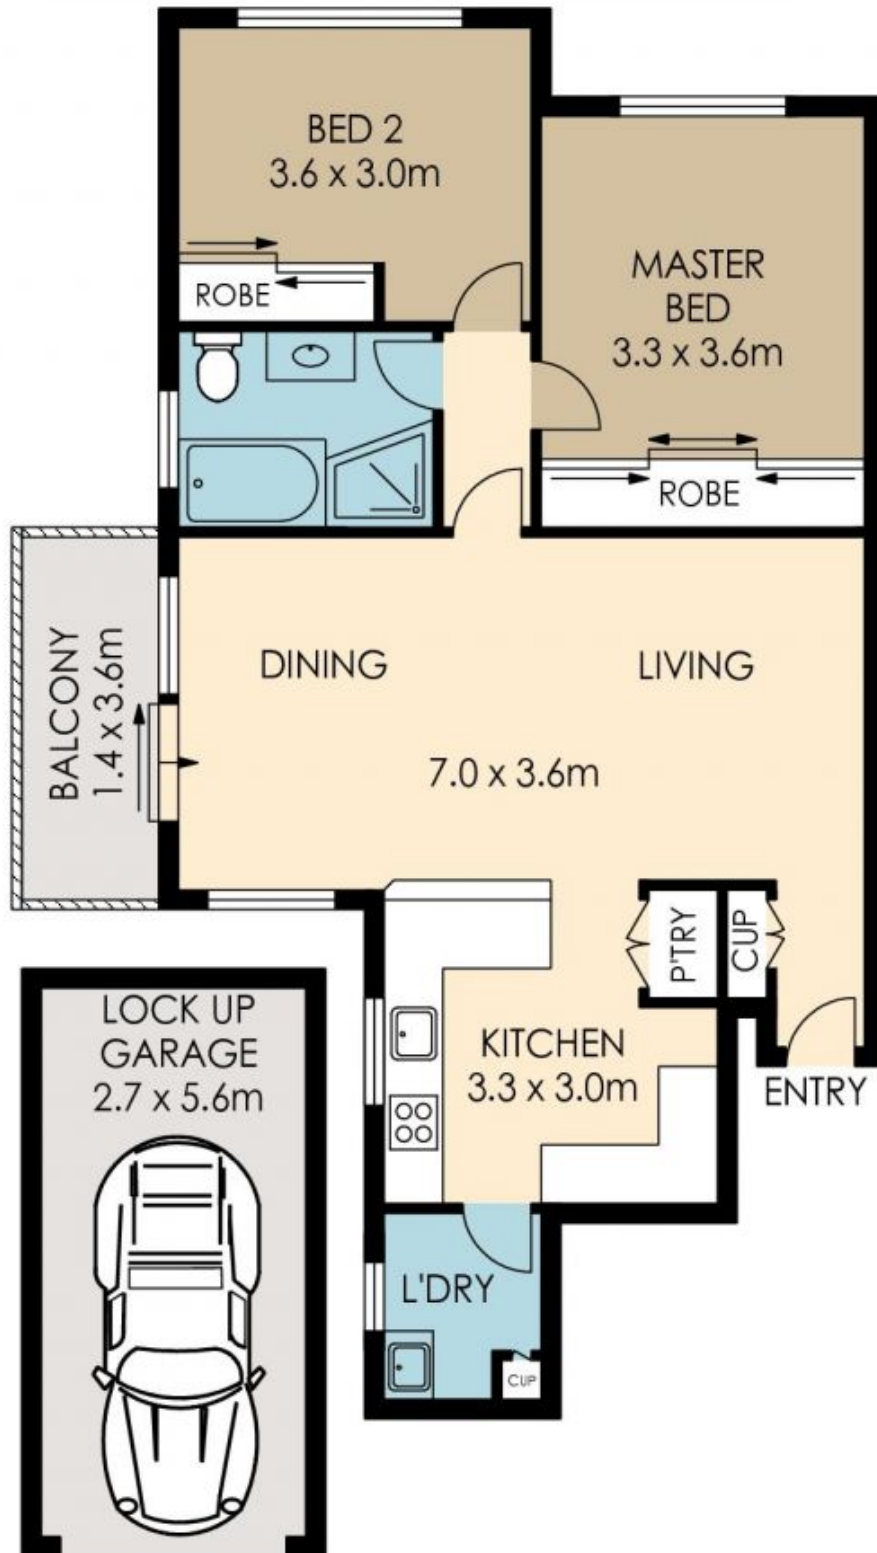 BED 2
3.6 x 3.0m
ROBE
MASTER
BED
3.3 x 3.6m
ROBE
BALCONY
1.4 x 3.6m
DINING
LIVING
7.0 x 3.6m
P'TRY
CUP
KITCHEN
3.3 x 3.0m
ENTRY
LOCK UP
GARAGE
2.7 x 5.6m
L'DRY
CUP